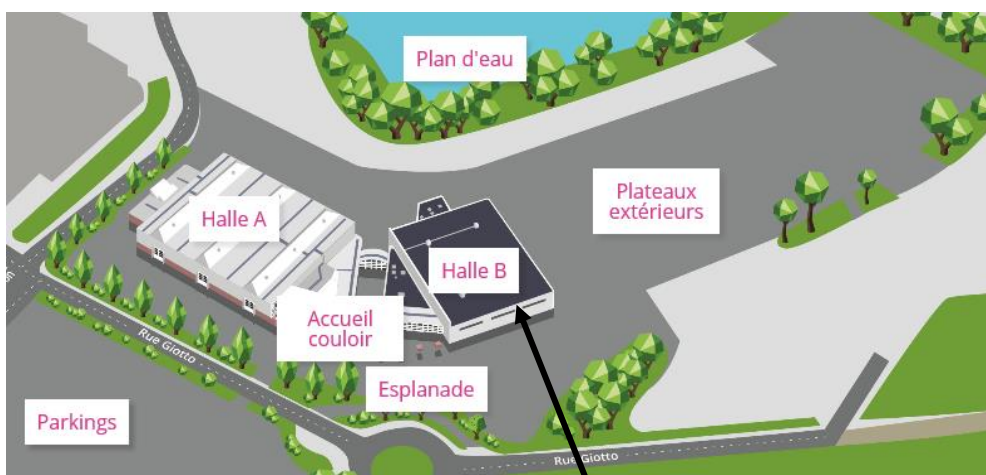 Plan d'eau
Plateaux
extérieurs
Halle A
Halle B
Accueil
couloir
Rue Giotto
Esplanade
Parkings
Rue Giotto